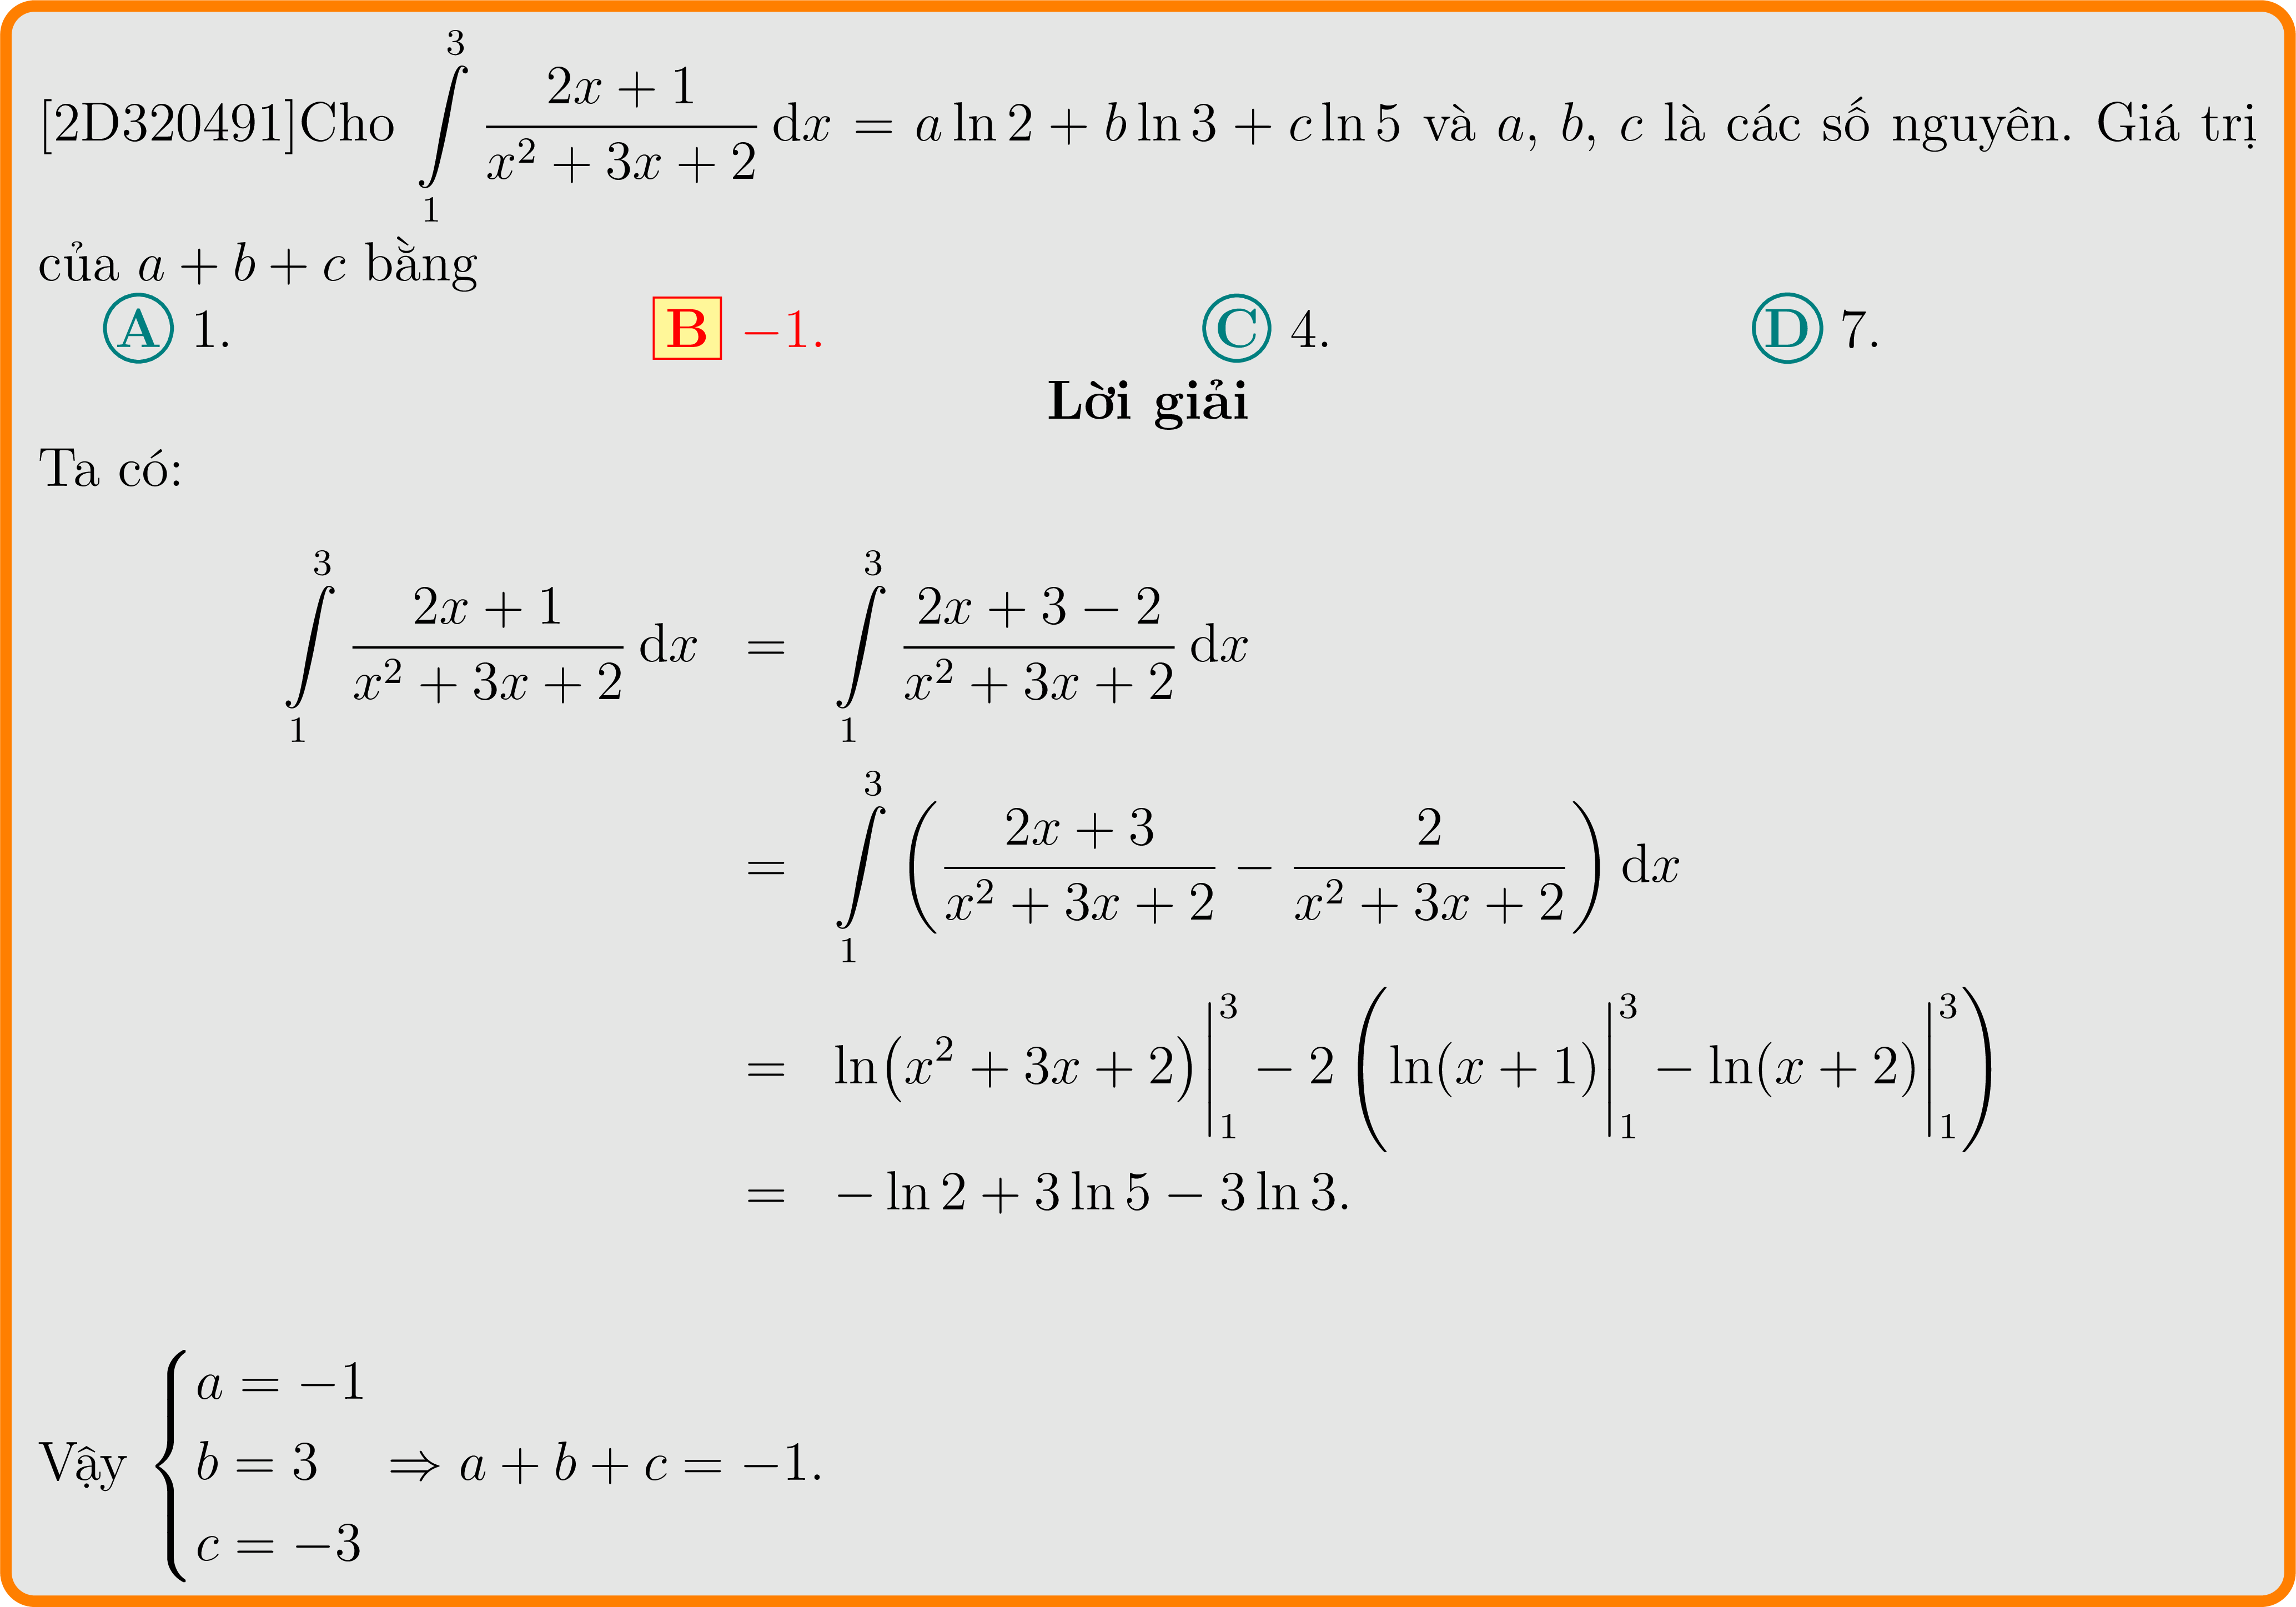 [2D320491]Cho $\int\limits_1^3 \frac{2x+1}{x^2+3x+2}\,\mathrm{d}x = a\ln 2 + b\ln 3 + c\ln 5$ và $a$, $b$, $c$ là các số nguyên. Giá trị
của $a+b+c$ bằng
A 1. B −1. C 4. D 7.
Lời giải
Ta có:
$\int\limits_1^3 \frac{2x+1}{x^2+3x+2}\,\mathrm{d}x = \int\limits_1^3 \frac{2x+3-2}{x^2+3x+2}\,\mathrm{d}x$
$= \int\limits_1^3 \left(\frac{2x+3}{x^2+3x+2} - \frac{2}{x^2+3x+2}\right)\mathrm{d}x$
$= \ln(x^2+3x+2)\Big|_1^3 - 2\left(\ln(x+1)\Big|_1^3 - \ln(x+2)\Big|_1^3\right)$
$= -\ln 2 + 3\ln 5 - 3\ln 3.$
Vậy $\begin{cases} a=-1 \\ b=3 \\ c=-3 \end{cases} \Rightarrow a+b+c=-1.$